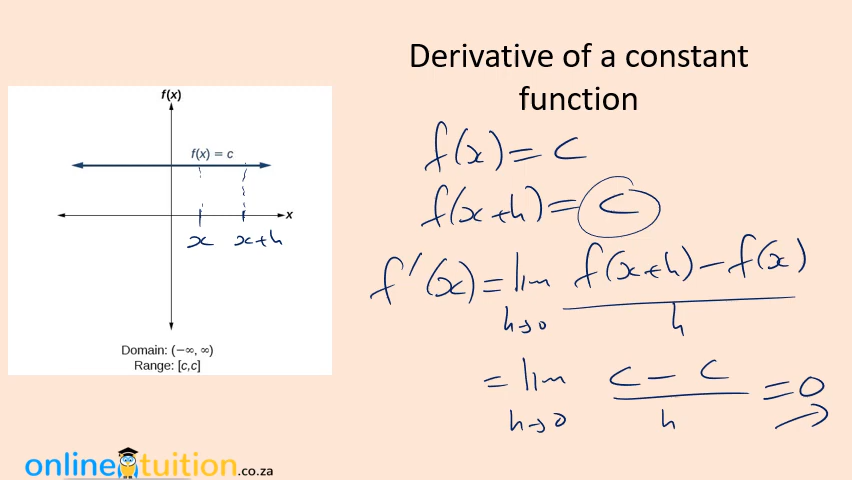 Derivative of a constant
function
f(x)
f(x) = c
x
x x+h
Domain: (−∞, ∞)
Range: [c,c]
f(x) = c
f(x+h) = c
f'(x) = lim h→0 f(x+h) − f(x) / h
= lim h→0 c − c / h = 0
onlinetuition.co.za